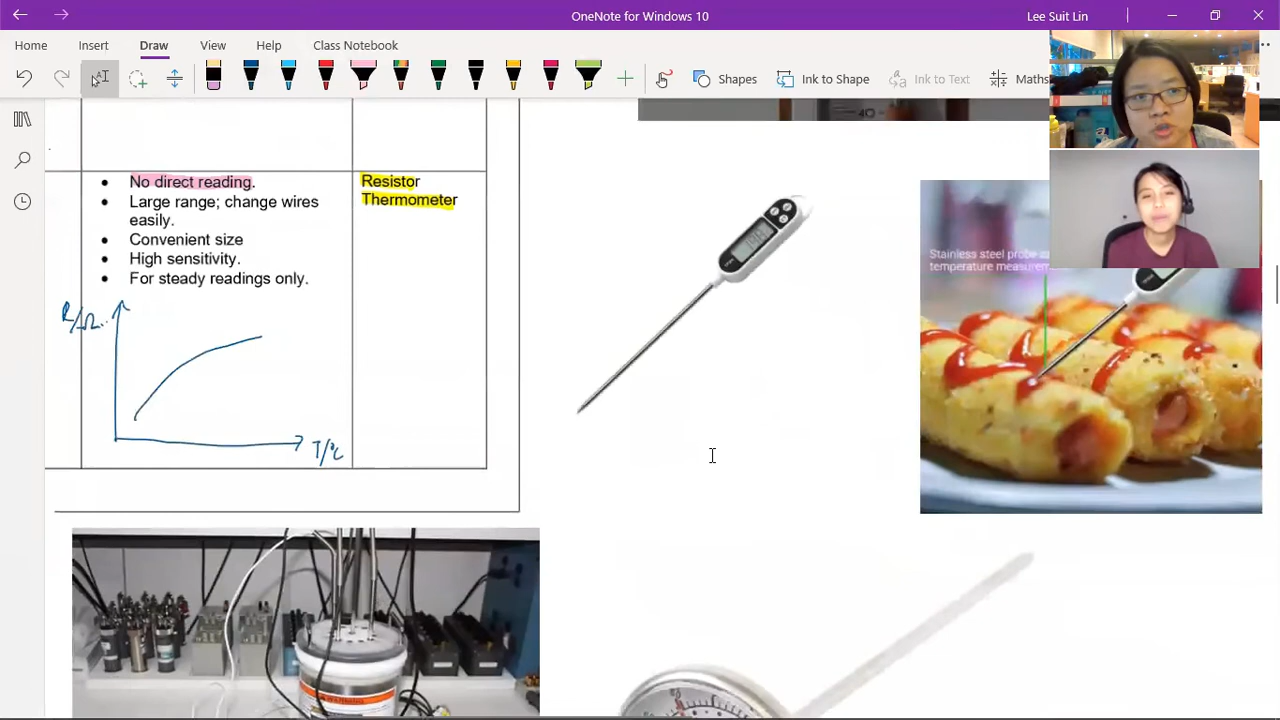 OneNote for Windows 10
Lee Suit Lin
Home
Insert
Draw
View
Help
Class Notebook
Shapes
Ink to Shape
Ink to Text
Maths
No direct reading.
Large range; change wires
easily.
Convenient size
High sensitivity.
For steady readings only.
Resistor
Thermometer
R/Ω
T/°C
Stainless steel probe
temperature measurem